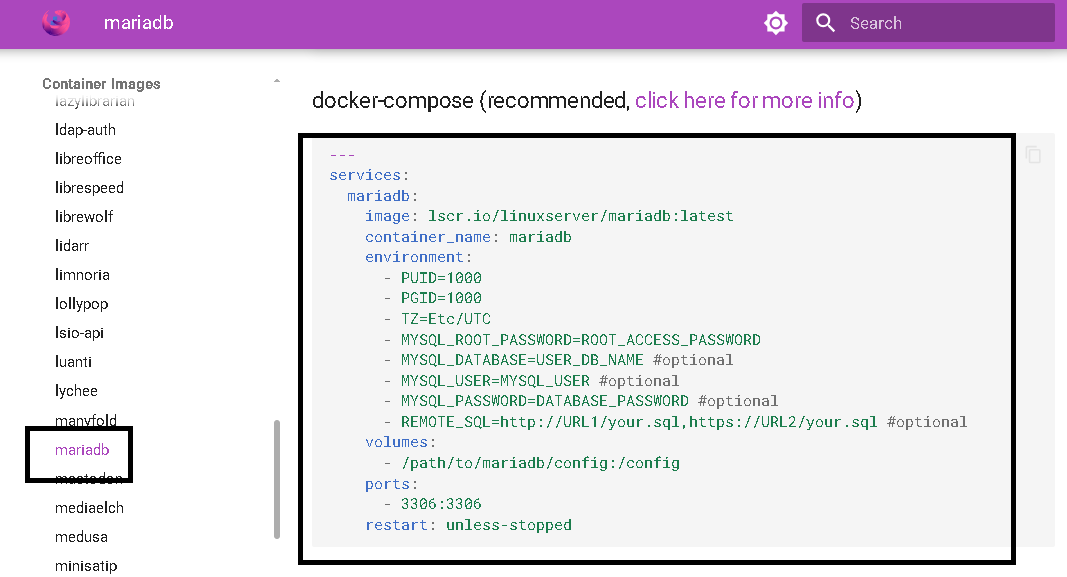 mariadb
Search
Container Images
lazylibrarian
ldap-auth
libreoffice
librespeed
librewolf
lidarr
limnoria
lollypop
lsio-api
luanti
lychee
manyfold
mariadb
mastodon
mediaelch
medusa
minisatip
docker-compose (recommended, click here for more info)
---
services:
  mariadb:
    image: lscr.io/linuxserver/mariadb:latest
    container_name: mariadb
    environment:
      - PUID=1000
      - PGID=1000
      - TZ=Etc/UTC
      - MYSQL_ROOT_PASSWORD=ROOT_ACCESS_PASSWORD
      - MYSQL_DATABASE=USER_DB_NAME #optional
      - MYSQL_USER=MYSQL_USER #optional
      - MYSQL_PASSWORD=DATABASE_PASSWORD #optional
      - REMOTE_SQL=http://URL1/your.sql,https://URL2/your.sql #optional
    volumes:
      - /path/to/mariadb/config:/config
    ports:
      - 3306:3306
    restart: unless-stopped